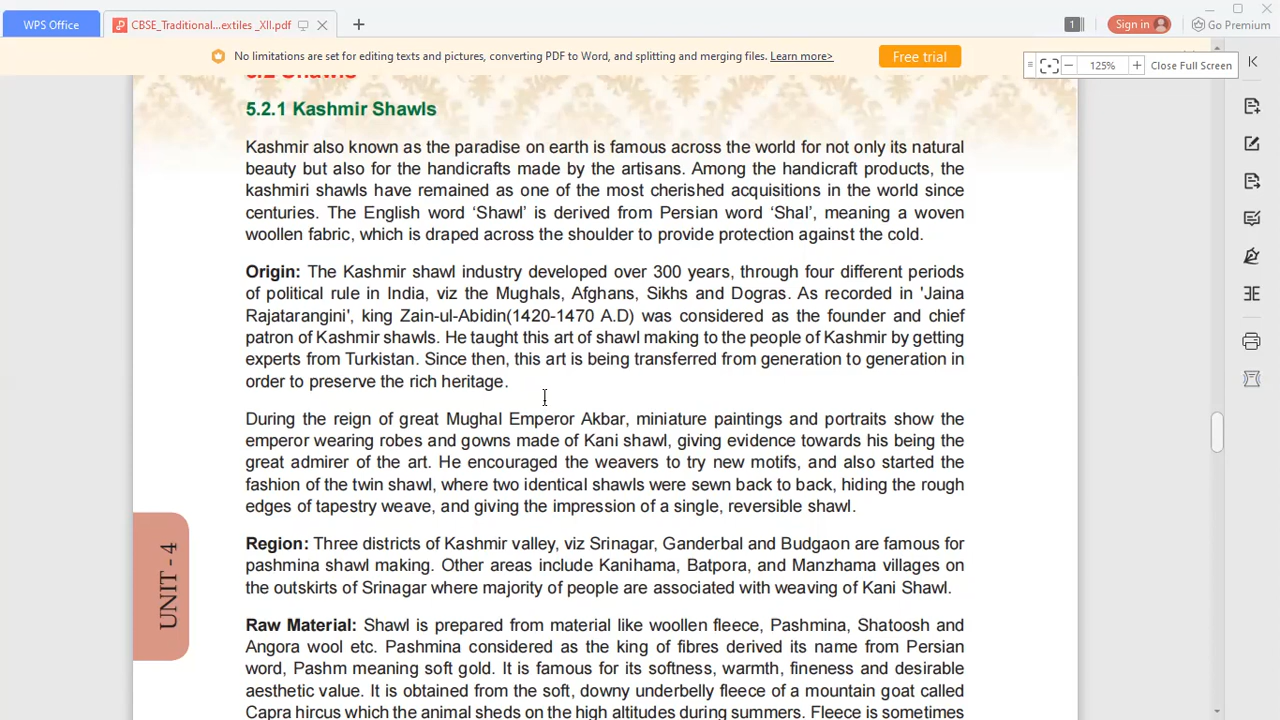 WPS Office
CBSE_Traditional...extiles _XII.pdf
+
1
Sign in
Go Premium
No limitations are set for editing texts and pictures, converting PDF to Word, and splitting and merging files. Learn more>
Free trial
125%
Close Full Screen
5.2 Shawls
5.2.1 Kashmir Shawls
Kashmir also known as the paradise on earth is famous across the world for not only its natural
beauty but also for the handicrafts made by the artisans. Among the handicraft products, the
kashmiri shawls have remained as one of the most cherished acquisitions in the world since
centuries. The English word ‘Shawl’ is derived from Persian word ‘Shal’, meaning a woven
woollen fabric, which is draped across the shoulder to provide protection against the cold.
Origin: The Kashmir shawl industry developed over 300 years, through four different periods
of political rule in India, viz the Mughals, Afghans, Sikhs and Dogras. As recorded in 'Jaina
Rajatarangini', king Zain-ul-Abidin(1420-1470 A.D) was considered as the founder and chief
patron of Kashmir shawls. He taught this art of shawl making to the people of Kashmir by getting
experts from Turkistan. Since then, this art is being transferred from generation to generation in
order to preserve the rich heritage.
During the reign of great Mughal Emperor Akbar, miniature paintings and portraits show the
emperor wearing robes and gowns made of Kani shawl, giving evidence towards his being the
great admirer of the art. He encouraged the weavers to try new motifs, and also started the
fashion of the twin shawl, where two identical shawls were sewn back to back, hiding the rough
edges of tapestry weave, and giving the impression of a single, reversible shawl.
Region: Three districts of Kashmir valley, viz Srinagar, Ganderbal and Budgaon are famous for
pashmina shawl making. Other areas include Kanihama, Batpora, and Manzhama villages on
the outskirts of Srinagar where majority of people are associated with weaving of Kani Shawl.
UNIT - 4
Raw Material: Shawl is prepared from material like woollen fleece, Pashmina, Shatoosh and
Angora wool etc. Pashmina considered as the king of fibres derived its name from Persian
word, Pashm meaning soft gold. It is famous for its softness, warmth, fineness and desirable
aesthetic value. It is obtained from the soft, downy underbelly fleece of a mountain goat called
Capra hircus which the animal sheds on the high altitudes during summers. Fleece is sometimes